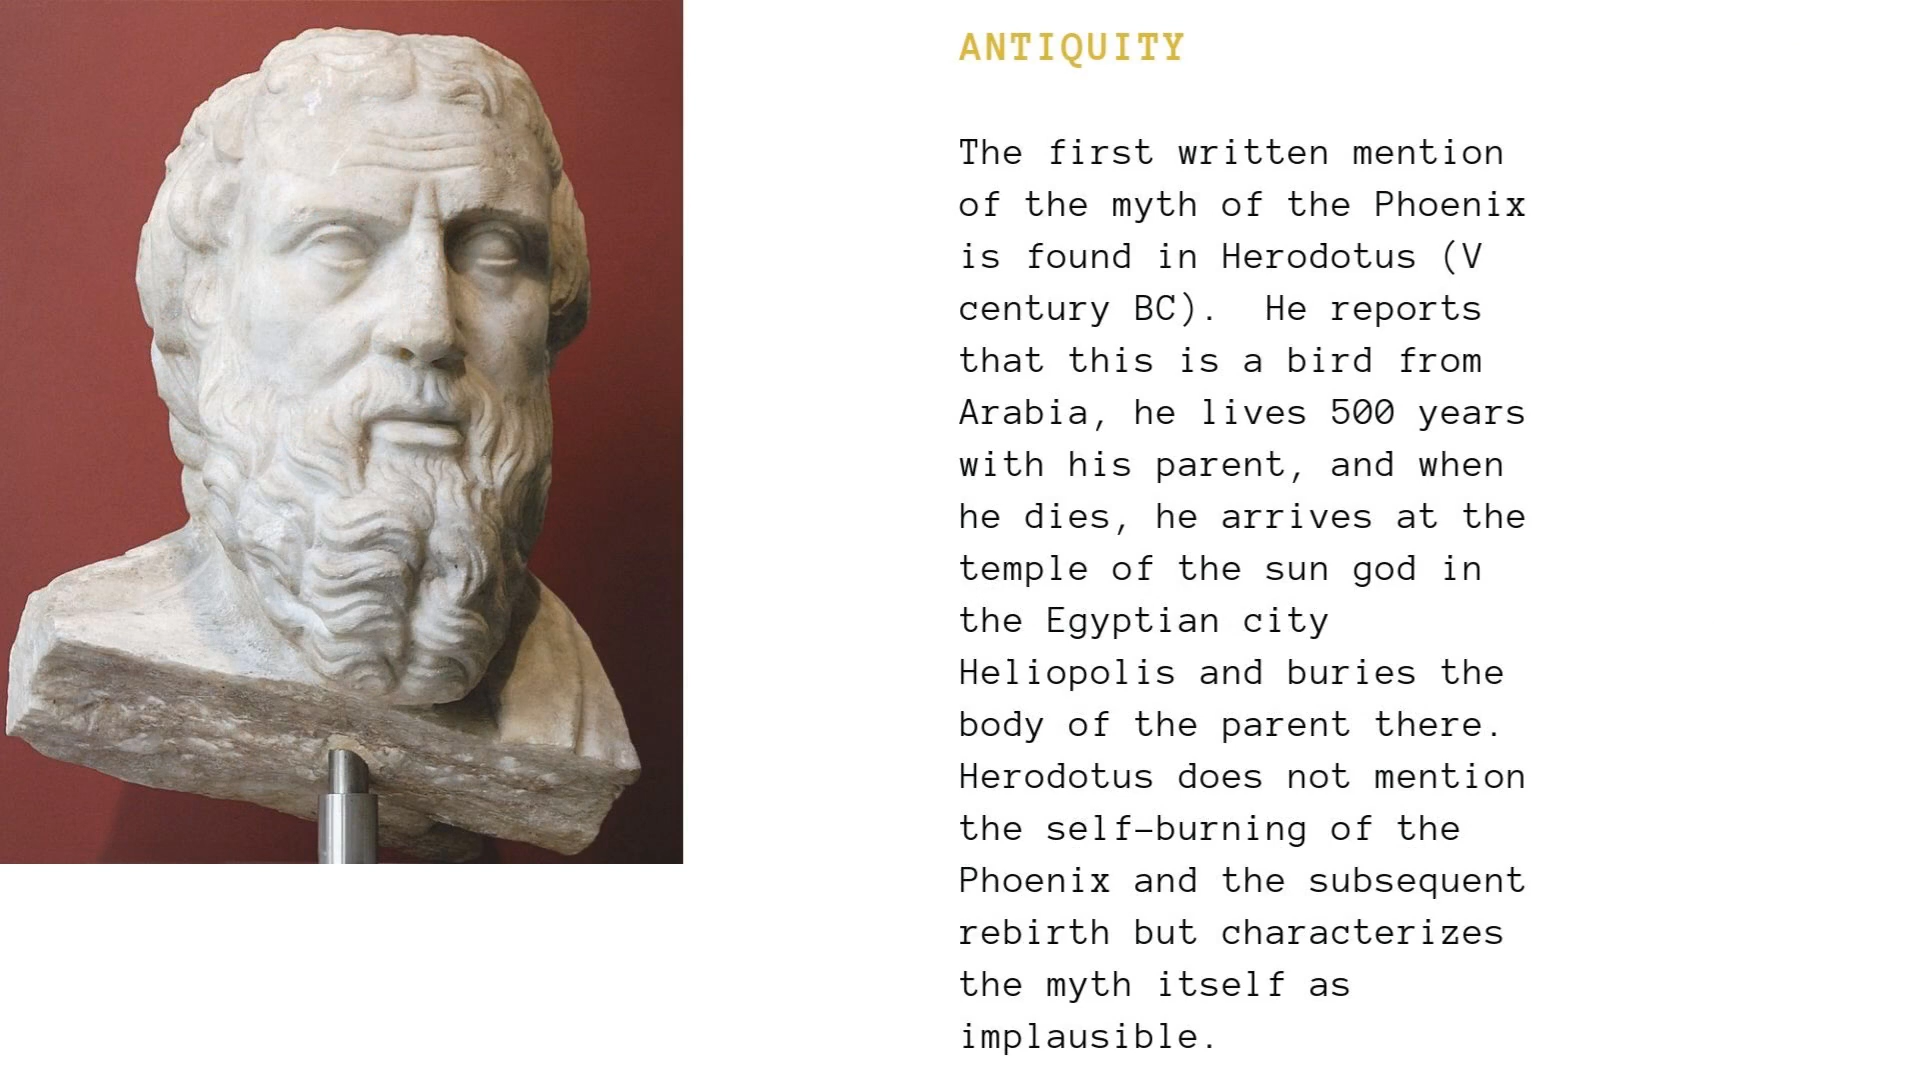 ANTIQUITY
The first written mention
of the myth of the Phoenix
is found in Herodotus (V
century BC).  He reports
that this is a bird from
Arabia, he lives 500 years
with his parent, and when
he dies, he arrives at the
temple of the sun god in
the Egyptian city
Heliopolis and buries the
body of the parent there.
Herodotus does not mention
the self-burning of the
Phoenix and the subsequent
rebirth but characterizes
the myth itself as
implausible.